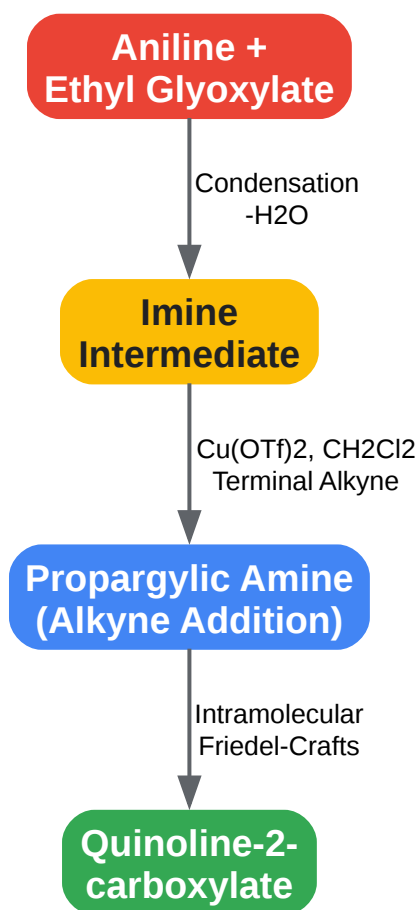 Aniline +
Ethyl Glyoxylate
Condensation
-H2O
Imine
Intermediate
Cu(OTf)2, CH2Cl2
Terminal Alkyne
Propargylic Amine
(Alkyne Addition)
Intramolecular
Friedel-Crafts
Quinoline-2-
carboxylate